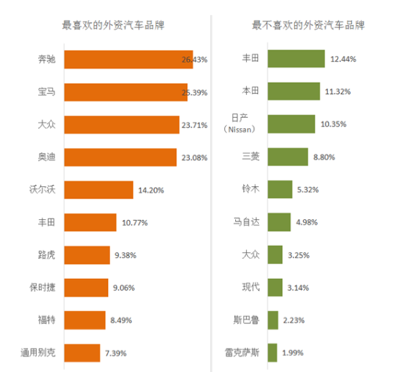 最喜欢的外资汽车品牌
奔驰 26.43%
宝马 25.39%
大众 23.71%
奥迪 23.08%
沃尔沃 14.20%
丰田 10.77%
路虎 9.38%
保时捷 9.06%
福特 8.49%
通用别克 7.39%
最不喜欢的外资汽车品牌
丰田 12.44%
本田 11.32%
日产
（Nissan） 10.35%
三菱 8.80%
铃木 5.32%
马自达 4.98%
大众 3.25%
现代 3.14%
斯巴鲁 2.23%
雷克萨斯 1.99%